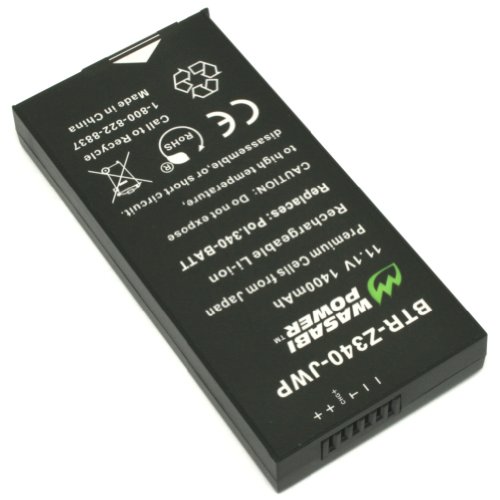 BTR-Z340-JWP
WASABI
POWER™
11.1V 1400mAh
Premium Cells from Japan
Rechargeable Li-ion
Replaces: Pol.340-BATT
CAUTION: Do not expose
to high temperature,
disassemble, or short circuit.
CE
RoHS
®
Call to Recycle
1-800-822-8837
Made in China
+ + CHG+ T - -